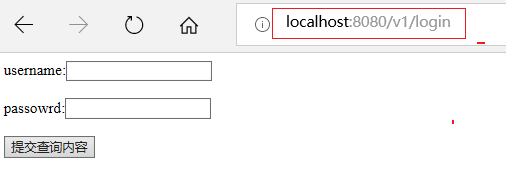 localhost:8080/v1/login
username:
passowrd:
提交查询内容